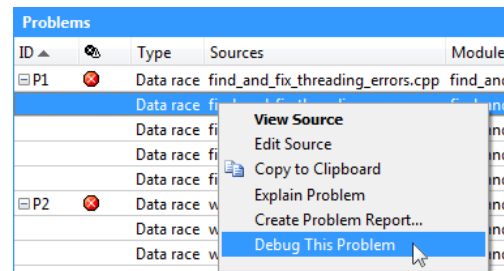 Problems
ID Type Sources Module
P1 Data race find_and_fix_threading_errors.cpp find_and
Data race
Data race
Data race
Data race
P2 Data race
Data race
Data race
View Source
Edit Source
Copy to Clipboard
Explain Problem
Create Problem Report...
Debug This Problem